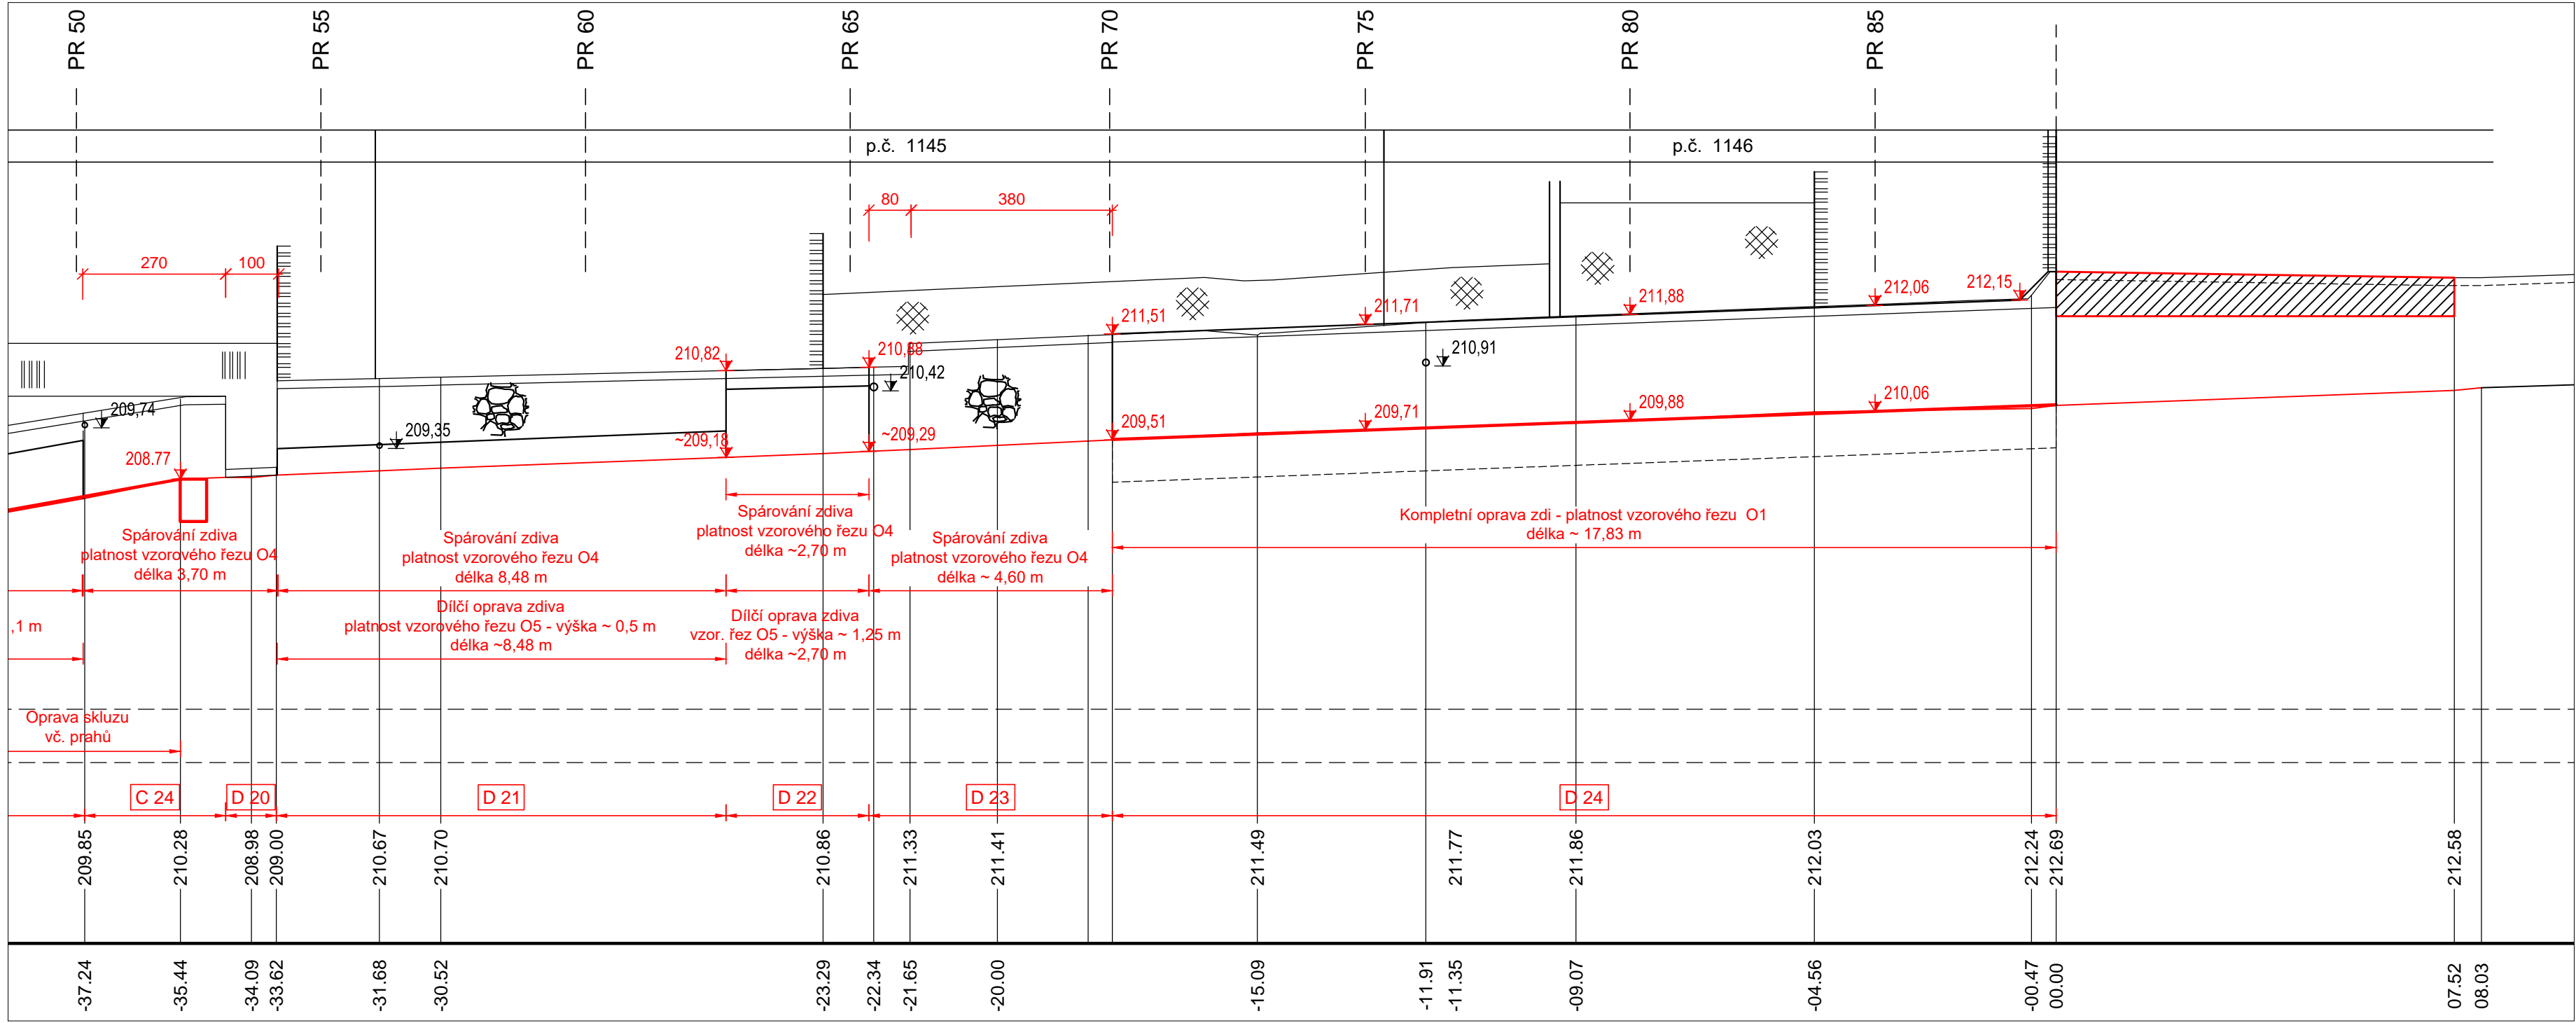 PR 50
PR 55
PR 60
PR 65
PR 70
PR 75
PR 80
PR 85
p.č. 1145
p.č. 1146
80
380
270
100
212,15
212,06
211,88
211,71
211,51
210,82
210,88
210,42
210,91
209,74
209,35
~209,18
~209,29
209,51
209,71
209,88
210,06
208.77
Spárování zdiva
platnost vzorového řezu O4
délka 3,70 m
Spárování zdiva
platnost vzorového řezu O4
délka 8,48 m
Spárování zdiva
platnost vzorového řezu O4
délka ~2,70 m
Spárování zdiva
platnost vzorového řezu O4
délka ~ 4,60 m
Kompletní oprava zdi - platnost vzorového řezu O1
délka ~ 17,83 m
,1 m
Dílčí oprava zdiva
platnost vzorového řezu O5 - výška ~ 0,5 m
délka ~8,48 m
Dílčí oprava zdiva
vzor. řez O5 - výška ~ 1,25 m
délka ~2,70 m
Oprava skluzu
vč. prahů
C 24
D 20
D 21
D 22
D 23
D 24
209.85
210.28
208.98
209.00
210.67
210.70
210.86
211.33
211.41
211.49
211.77
211.86
212.03
212.24
212.69
212.58
-37.24
-35.44
-34.09
-33.62
-31.68
-30.52
-23.29
-22.34
-21.65
-20.00
-15.09
-11.91
-11.35
-09.07
-04.56
-00.47
00.00
07.52
08.03